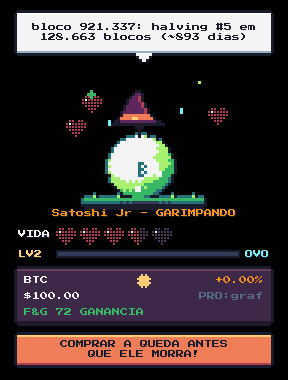 bloco 921.337: halving #5 em
128.663 blocos (~893 dias)
B
Satoshi Jr - GARIMPANDO
VIDA
LV2 OVO
BTC +0.00%
$100.00 PRO:graf
F&G 72 GANANCIA
COMPRAR A QUEDA ANTES
QUE ELE MORRA!